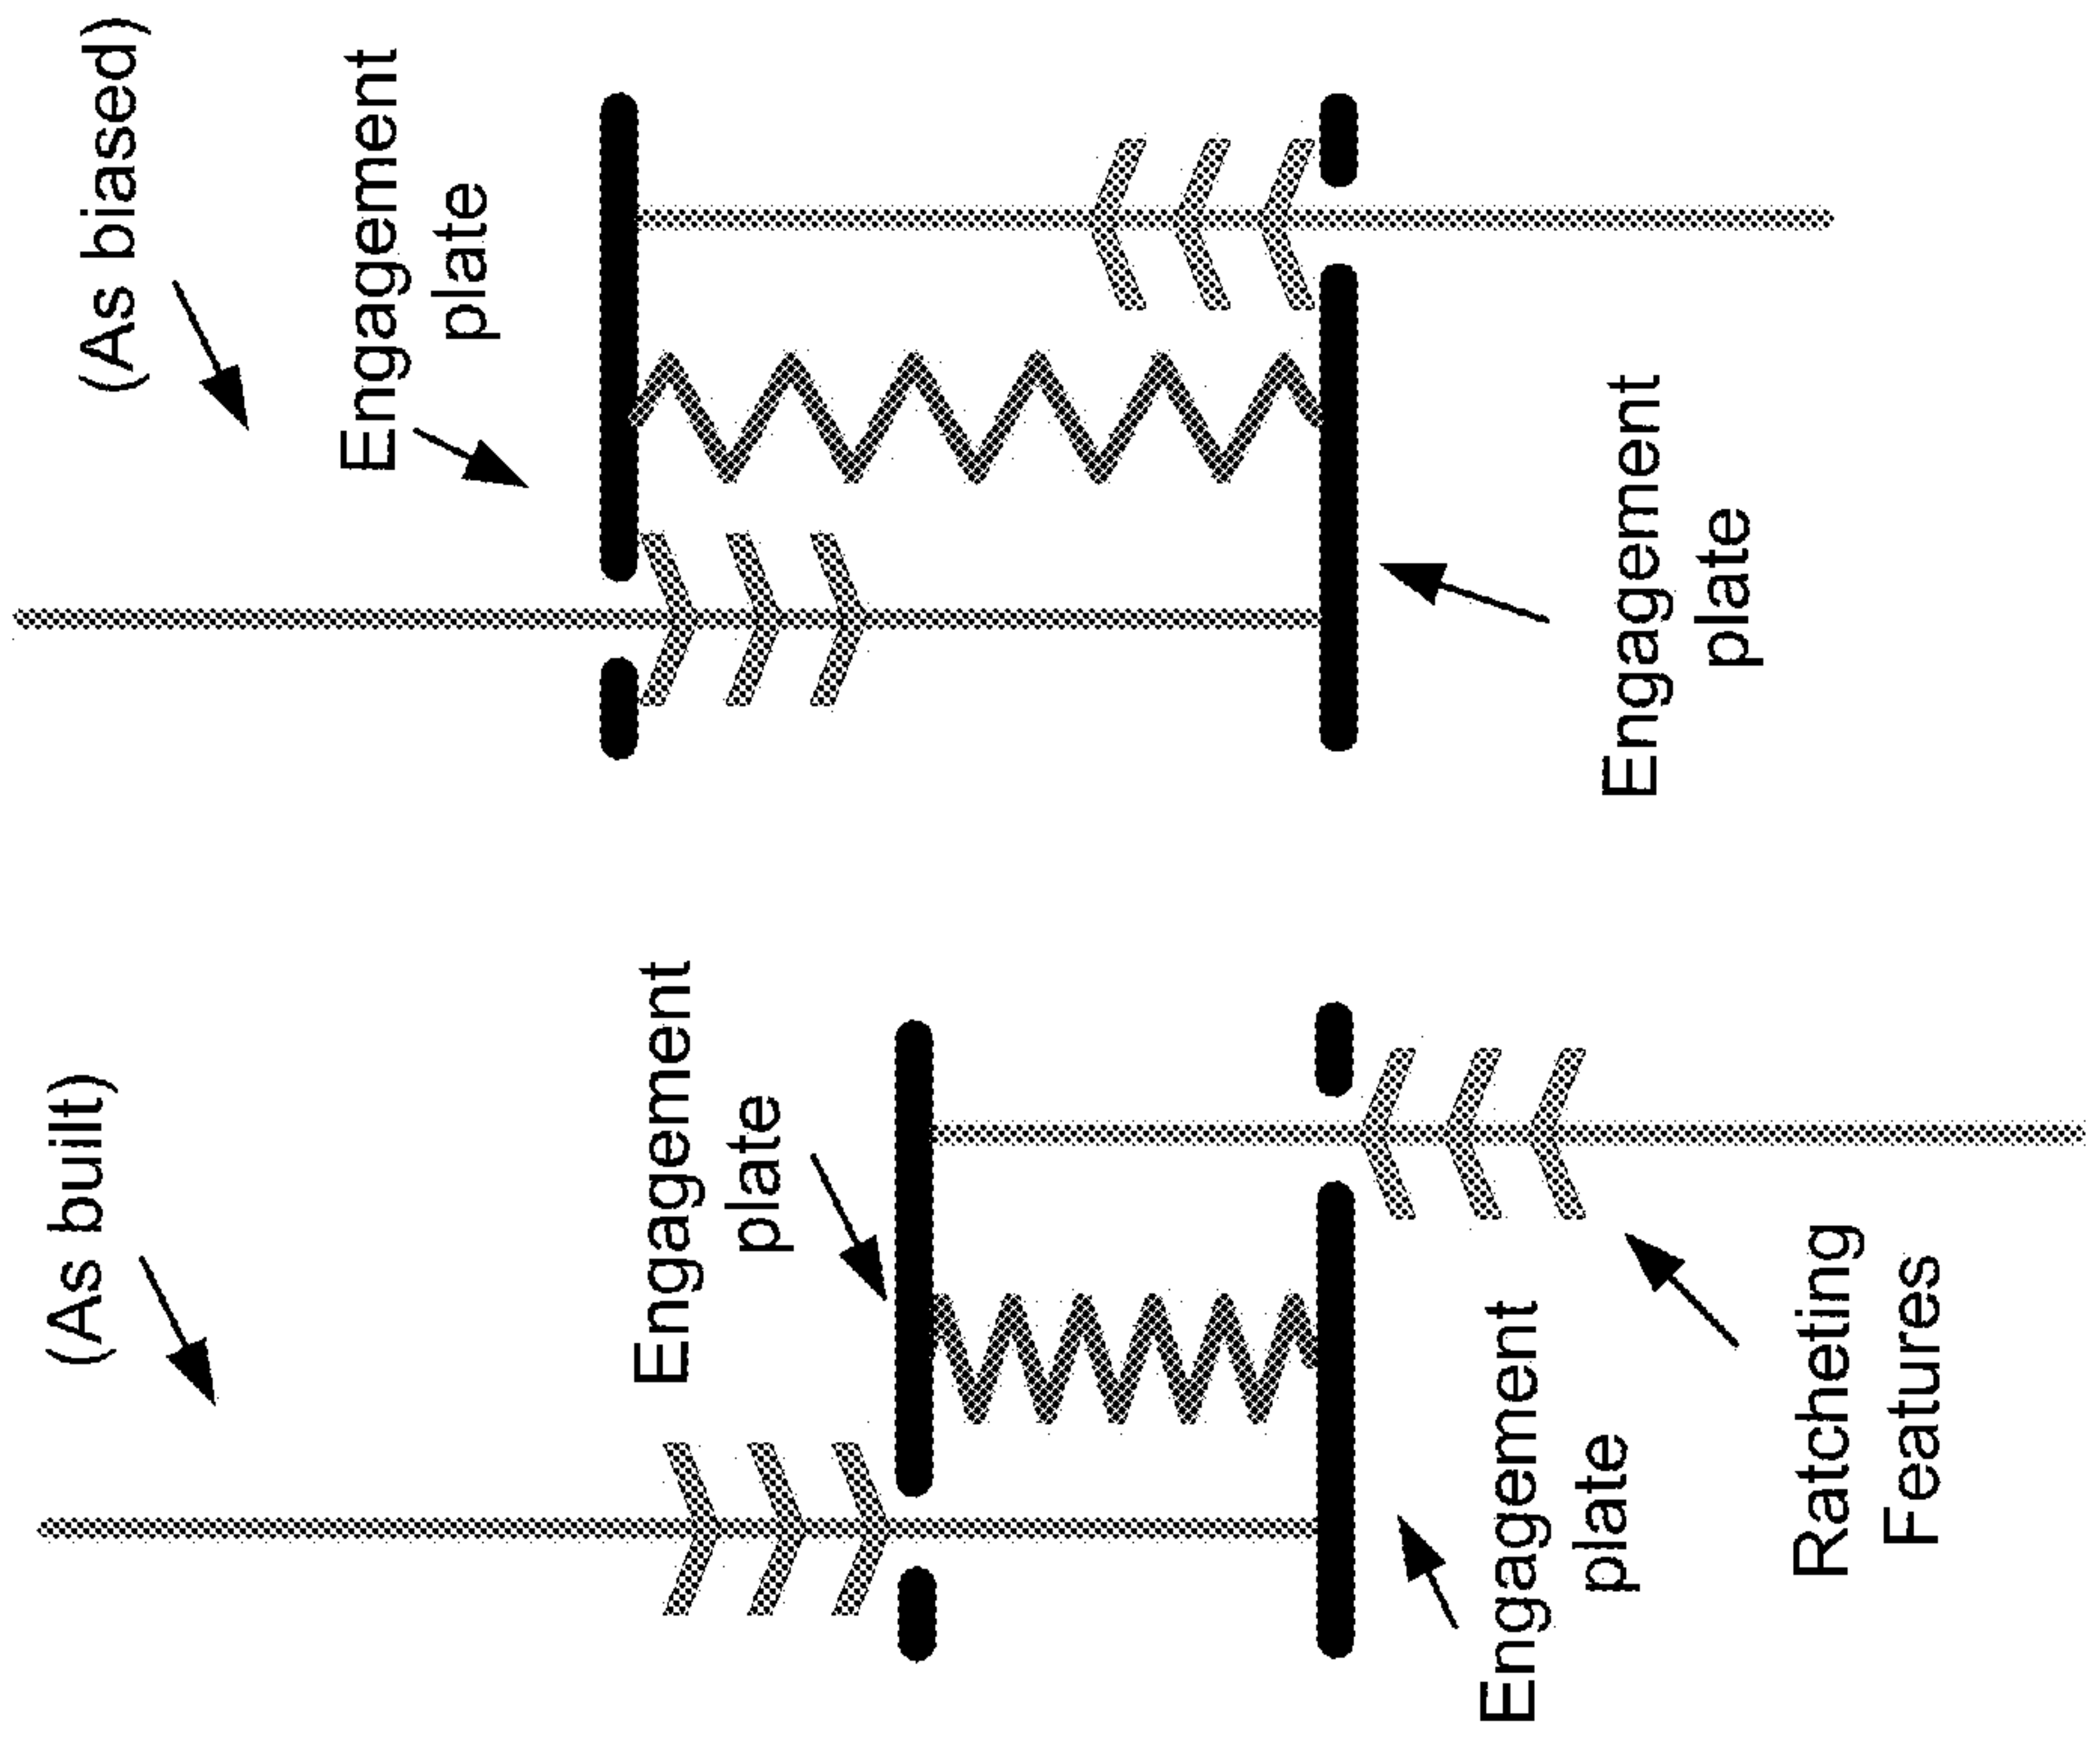 (As built)
Engagement
plate
Engagement
plate
Ratcheting
Features
(As biased)
Engagement
plate
Engagement
plate